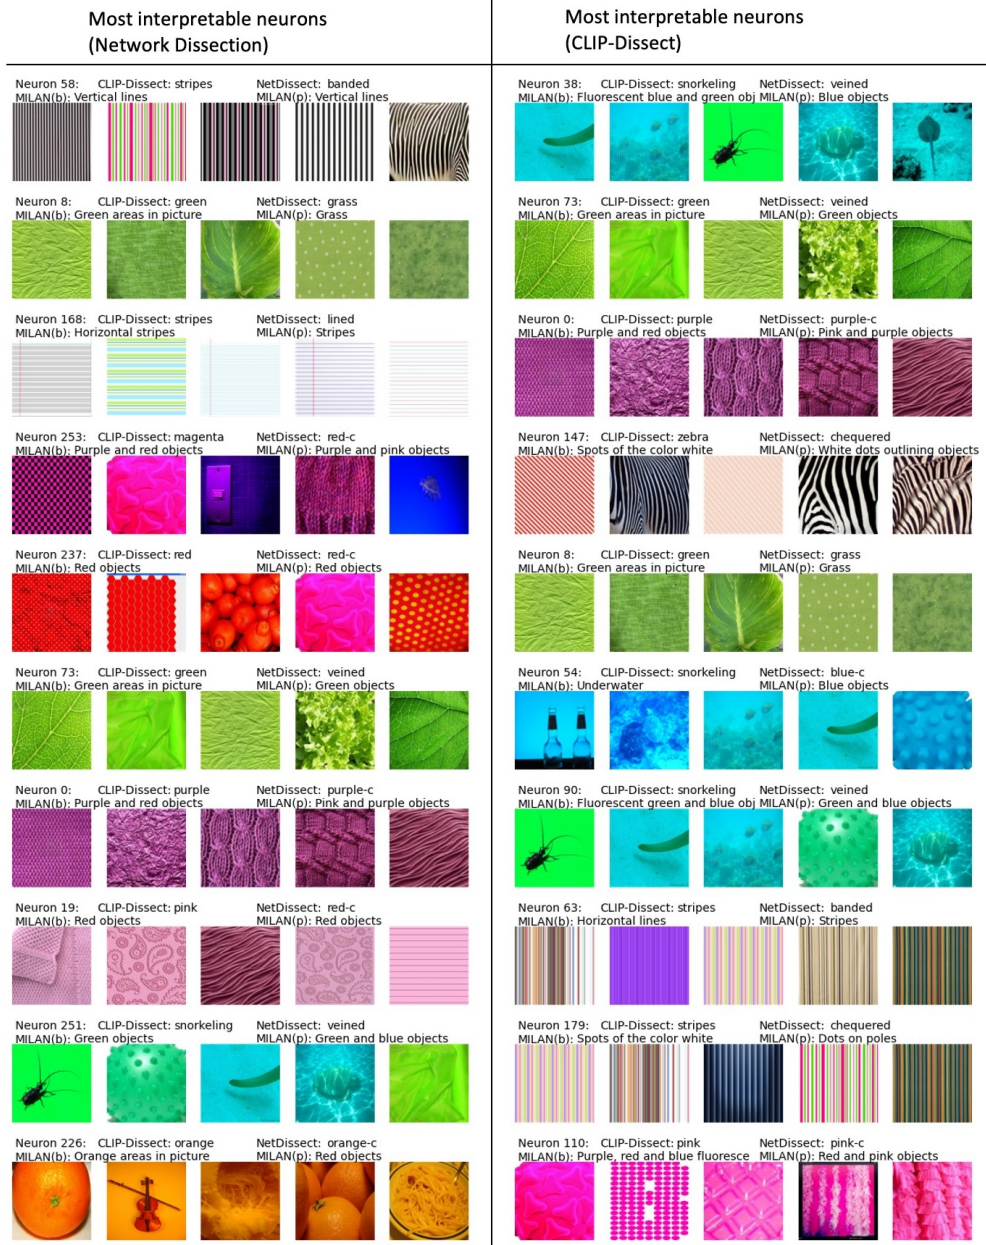 Most interpretable neurons
(Network Dissection)
Neuron 58: CLIP-Dissect: stripes NetDissect: banded
MILAN(b): Vertical lines MILAN(p): Vertical lines
Neuron 8: CLIP-Dissect: green NetDissect: grass
MILAN(b): Green areas in picture MILAN(p): Grass
Neuron 168: CLIP-Dissect: stripes NetDissect: lined
MILAN(b): Horizontal stripes MILAN(p): Stripes
Neuron 253: CLIP-Dissect: magenta NetDissect: red-c
MILAN(b): Purple and red objects MILAN(p): Purple and pink objects
Neuron 237: CLIP-Dissect: red NetDissect: red-c
MILAN(b): Red objects MILAN(p): Red objects
Neuron 73: CLIP-Dissect: green NetDissect: veined
MILAN(b): Green areas in picture MILAN(p): Green objects
Neuron 0: CLIP-Dissect: purple NetDissect: purple-c
MILAN(b): Purple and red objects MILAN(p): Pink and purple objects
Neuron 19: CLIP-Dissect: pink NetDissect: red-c
MILAN(b): Red objects MILAN(p): Red objects
Neuron 251: CLIP-Dissect: snorkeling NetDissect: veined
MILAN(b): Green objects MILAN(p): Green and blue objects
Neuron 226: CLIP-Dissect: orange NetDissect: orange-c
MILAN(b): Orange areas in picture MILAN(p): Red objects
Most interpretable neurons
(CLIP-Dissect)
Neuron 38: CLIP-Dissect: snorkeling NetDissect: veined
MILAN(b): Fluorescent blue and green obj MILAN(p): Blue objects
Neuron 73: CLIP-Dissect: green NetDissect: veined
MILAN(b): Green areas in picture MILAN(p): Green objects
Neuron 0: CLIP-Dissect: purple NetDissect: purple-c
MILAN(b): Purple and red objects MILAN(p): Pink and purple objects
Neuron 147: CLIP-Dissect: zebra NetDissect: chequered
MILAN(b): Spots of the color white MILAN(p): White dots outlining objects
Neuron 8: CLIP-Dissect: green NetDissect: grass
MILAN(b): Green areas in picture MILAN(p): Grass
Neuron 54: CLIP-Dissect: snorkeling NetDissect: blue-c
MILAN(b): Underwater MILAN(p): Blue objects
Neuron 90: CLIP-Dissect: snorkeling NetDissect: veined
MILAN(b): Fluorescent green and blue obj MILAN(p): Green and blue objects
Neuron 63: CLIP-Dissect: stripes NetDissect: banded
MILAN(b): Horizontal lines MILAN(p): Stripes
Neuron 179: CLIP-Dissect: stripes NetDissect: chequered
MILAN(b): Spots of the color white MILAN(p): Dots on poles
Neuron 110: CLIP-Dissect: pink NetDissect: pink-c
MILAN(b): Purple, red and blue fluoresce MILAN(p): Red and pink objects